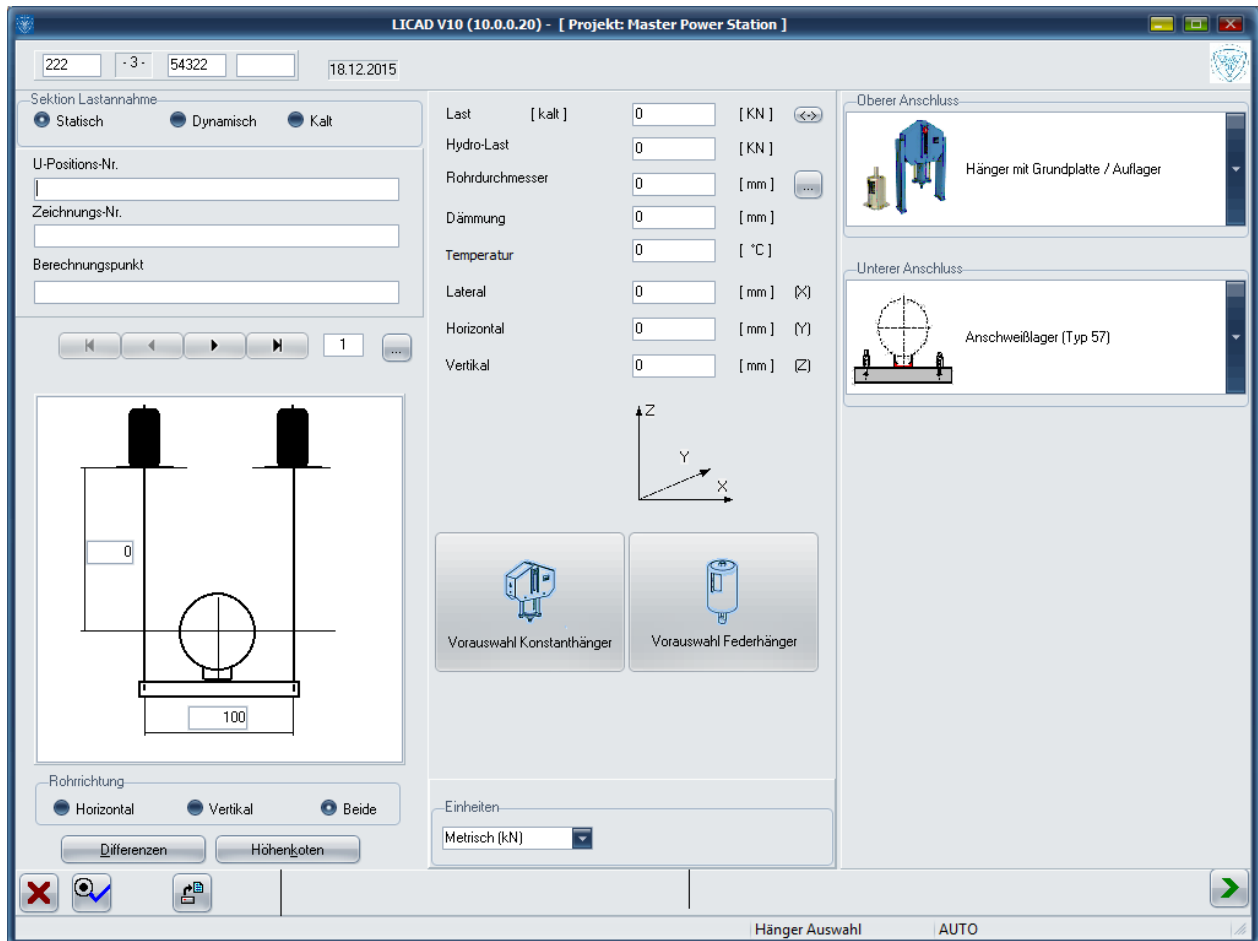 LICAD V10 (10.0.0.20) - [ Projekt: Master Power Station ]
222 - 3 - 54322 18.12.2015
Sektion Lastannahme
Statisch Dynamisch Kalt
U-Positions-Nr.
Zeichnungs-Nr.
Berechnungspunkt
1 ...
0
100
Rohrrichtung
Horizontal Vertikal Beide
Differenzen Höhenkoten
Last [ kalt ] 0 [ KN ] <->
Hydro-Last 0 [ KN ]
Rohrdurchmesser 0 [ mm ] ...
Dämmung 0 [ mm ]
Temperatur 0 [ °C ]
Lateral 0 [ mm ] (X)
Horizontal 0 [ mm ] (Y)
Vertikal 0 [ mm ] (Z)
Z
Y
X
Vorauswahl Konstanthänger Vorauswahl Federhänger
Einheiten
Metrisch (kN)
Oberer Anschluss
Hänger mit Grundplatte / Auflager
Unterer Anschluss
Anschweißlager (Typ 57)
Hänger Auswahl AUTO